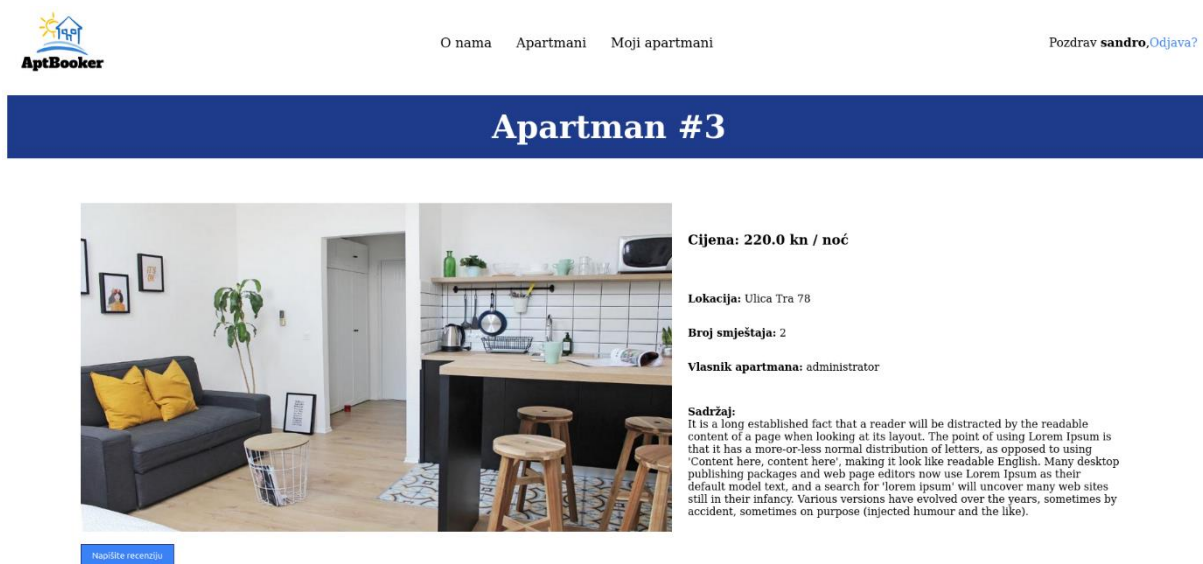 AptBooker
O nama Apartmani Moji apartmani
Pozdrav sandro,Odjava?
Apartman #3
Cijena: 220.0 kn / noć
Lokacija: Ulica Tra 78
Broj smještaja: 2
Vlasnik apartmana: administrator
Sadržaj:
It is a long established fact that a reader will be distracted by the readable
content of a page when looking at its layout. The point of using Lorem Ipsum is
that it has a more-or-less normal distribution of letters, as opposed to using
'Content here, content here', making it look like readable English. Many desktop
publishing packages and web page editors now use Lorem Ipsum as their
default model text, and a search for 'lorem ipsum' will uncover many web sites
still in their infancy. Various versions have evolved over the years, sometimes by
accident, sometimes on purpose (injected humour and the like).
Napišite recenziju